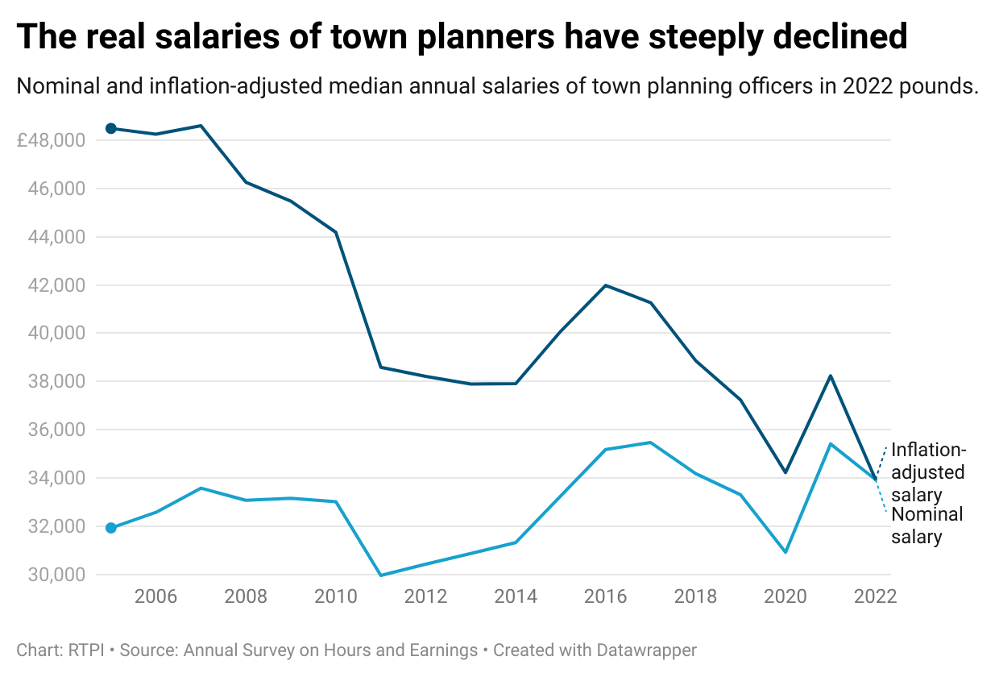 The real salaries of town planners have steeply declined
Nominal and inflation-adjusted median annual salaries of town planning officers in 2022 pounds.
£48,000
46,000
44,000
42,000
40,000
38,000
36,000
34,000
32,000
30,000
Inflation-
adjusted
salary
Nominal
salary
2006 2008 2010 2012 2014 2016 2018 2020 2022
Chart: RTPI • Source: Annual Survey on Hours and Earnings • Created with Datawrapper